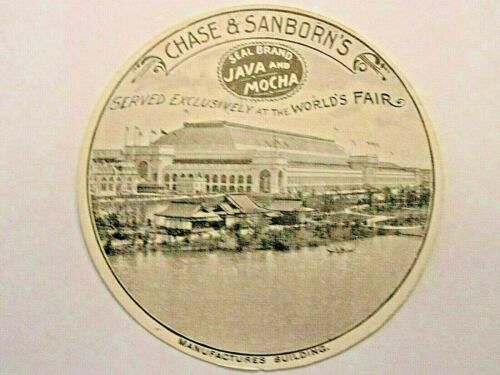 CHASE & SANBORN'S
SEAL BRAND
JAVA AND
MOCHA
SERVED EXCLUSIVELY AT THE WORLD'S FAIR
MANUFACTURES BUILDING.